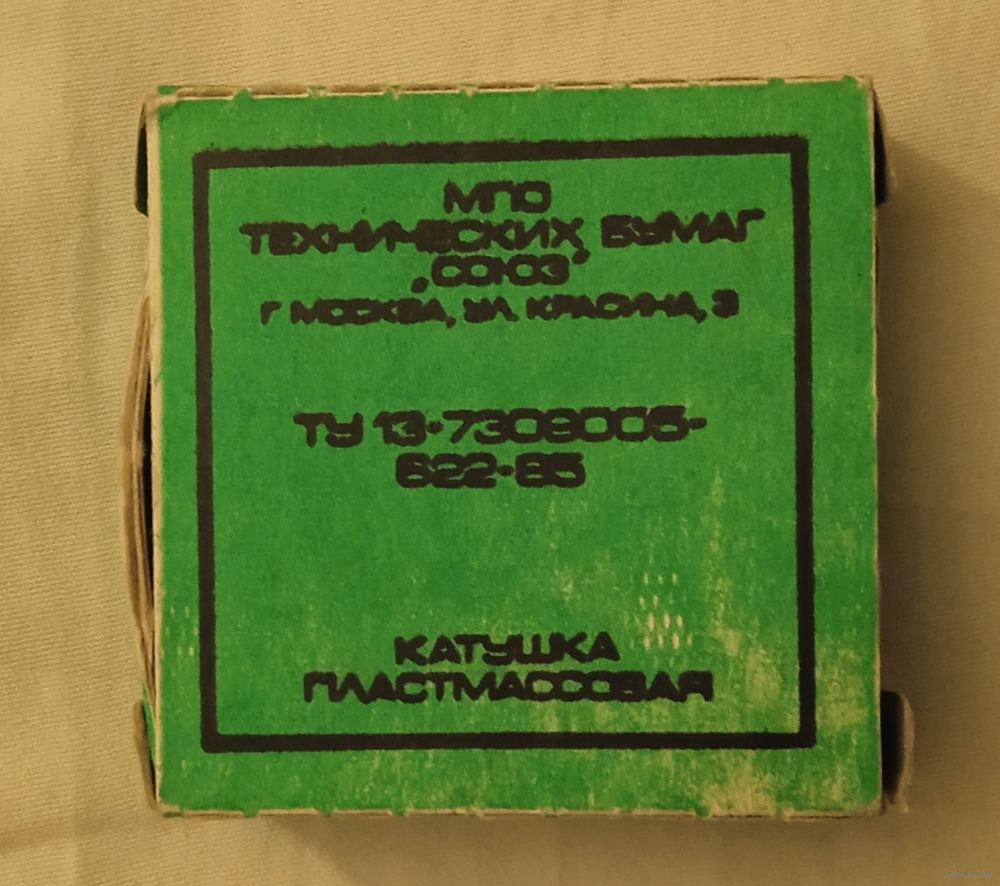 МПО
ТЕХНИЧЕСКИХ БУМАГ
„СОЮЗ“
Г МОСКВА, УЛ. КРАСИНА, 3
ТУ 13-7309005-
622-85
КАТУШКА
ПЛАСТМАССОВАЯ